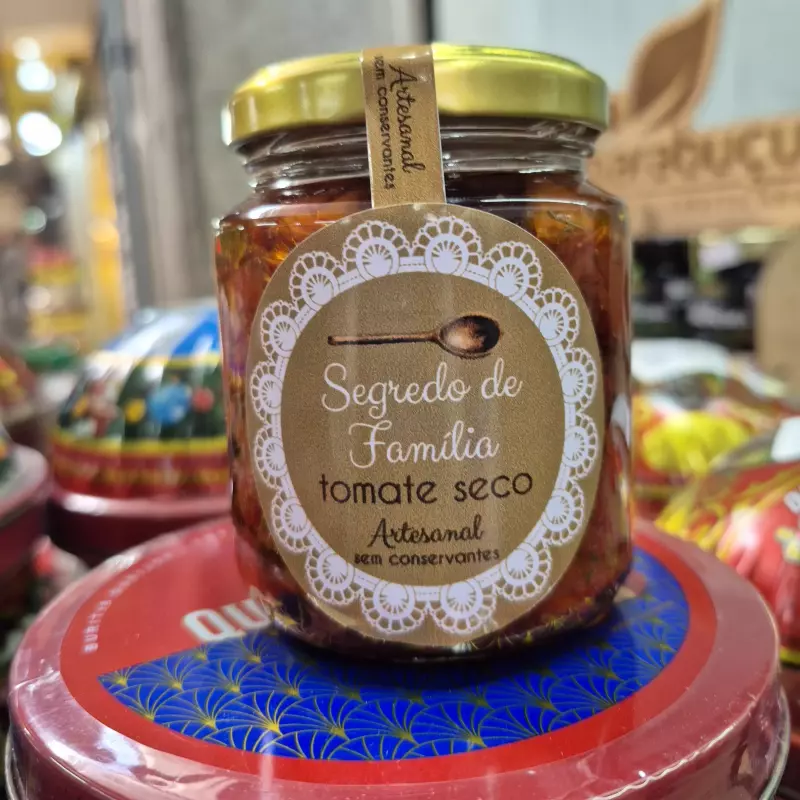 Artesanal
sem conservantes
Segredo de
Família
tomate seco
Artesanal
sem conservantes